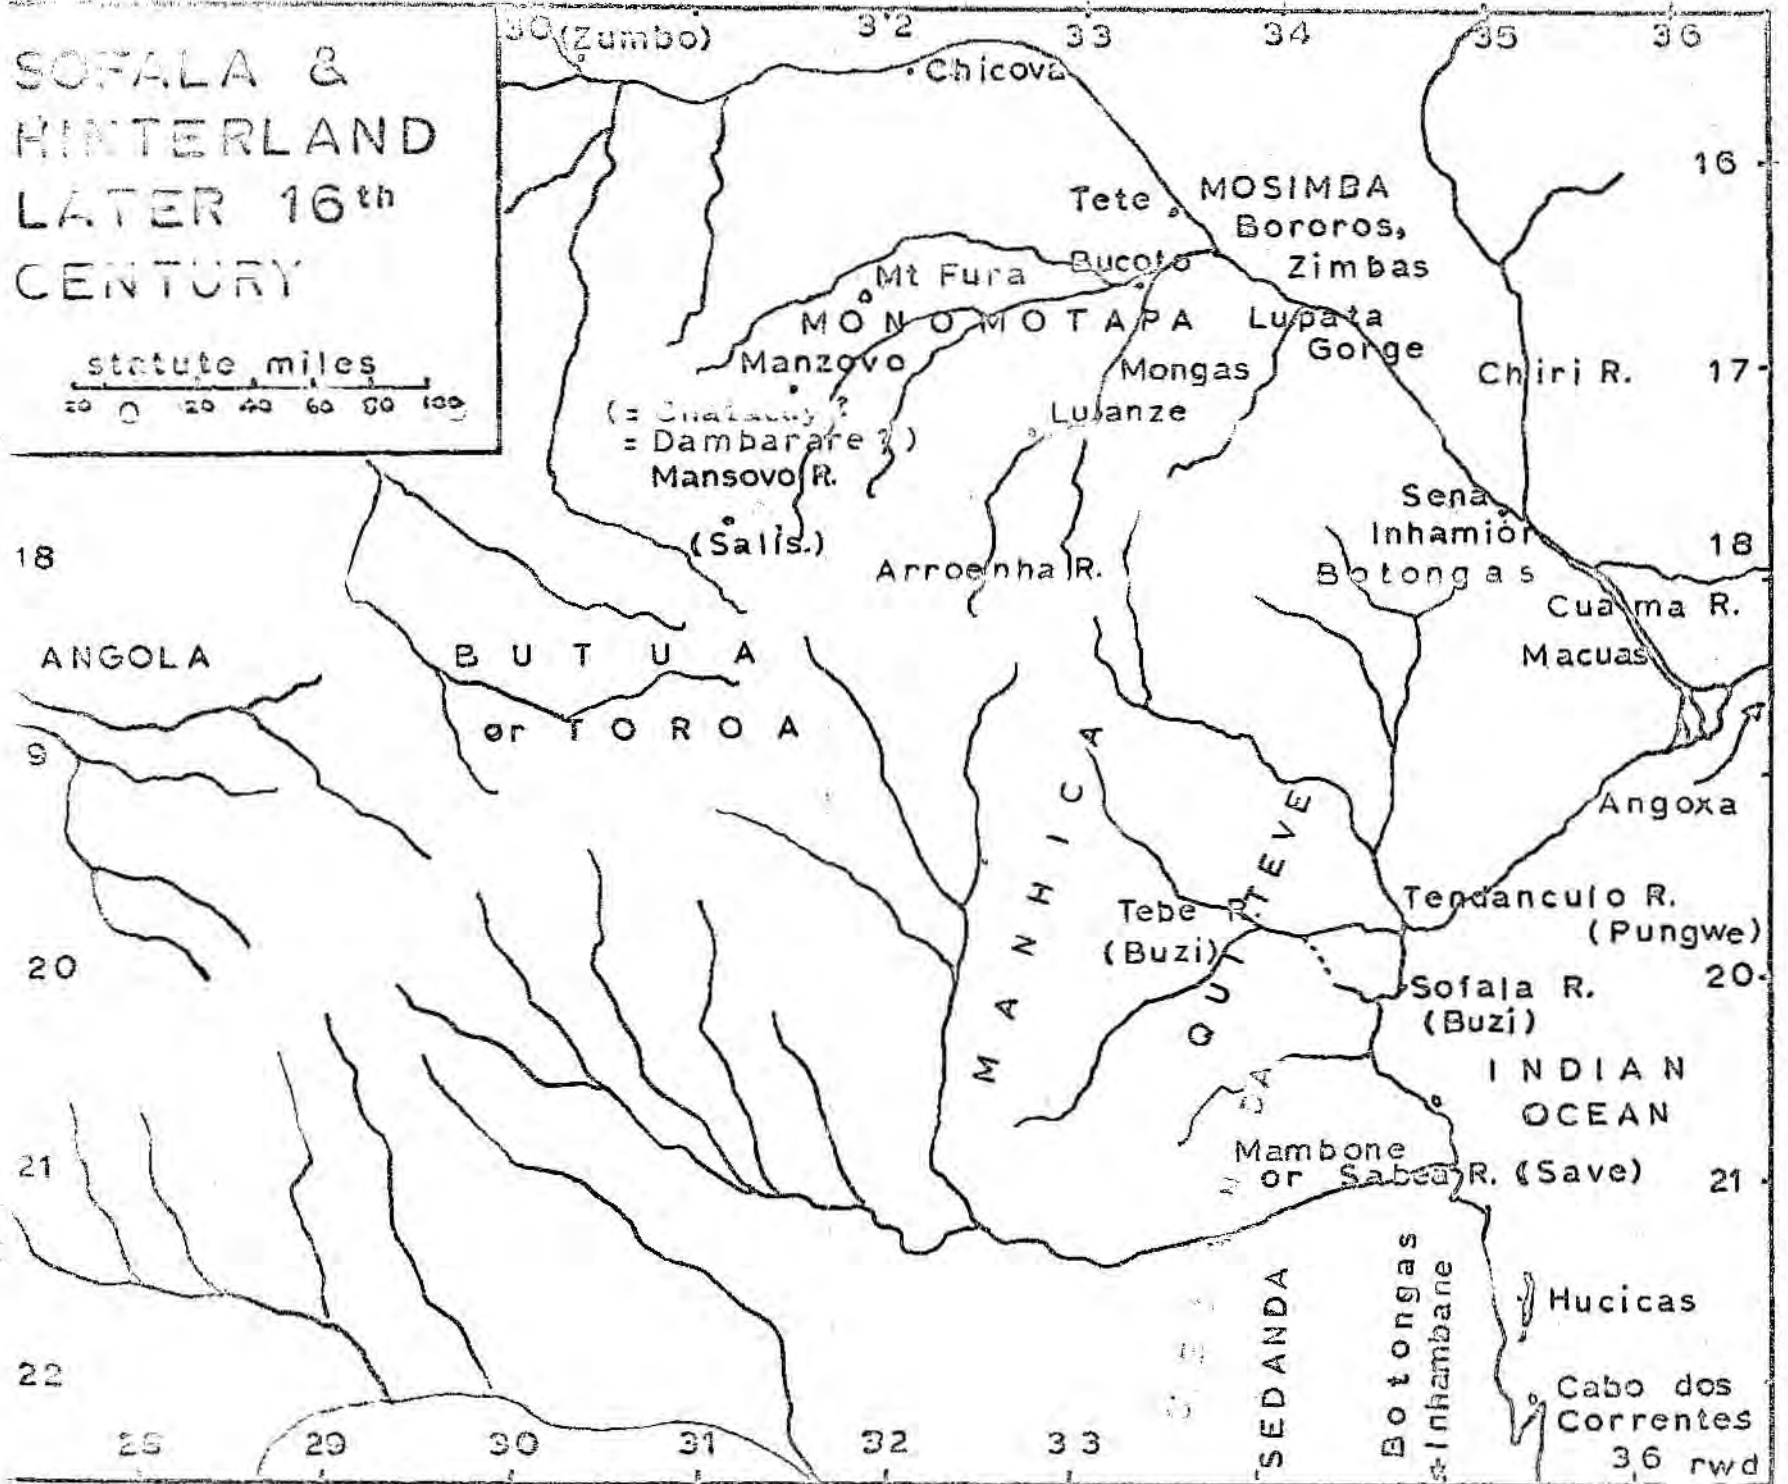 SOFALA &
HINTERLAND
LATER 16th
CENTURY
statute miles
20 0 20 40 60 80 100
30 32 33 34 35 36
(Zumbo)
Chicova
16
Tete
MOSIMBA
Bororos,
Zimbas
Bucoto
Mt Fura
MONOMOTAPA
Lupata
Gorge
Manzovo
Mongas
Chiri R.
17
(= ?
= Dambarare?)
Luanze
Mansovo R.
Sena
(Salis.)
Inhamior
18
18
Arroenha R.
Botongas
Cuama R.
ANGOLA
BUTUA
or TOROA
Macuas
9
MANHICA
QUITEVE
Angoxa
Tebe R.
(Buzi)
Tendanculo R.
(Pungwe)
20
20
Sofala R.
(Buzi)
INDIAN
OCEAN
Mambone
or Sabea R. (Save)
21
21
SEDANDA
Botongas
=Inhambane
Hucicas
22
Cabo dos
Correntes
28 29 30 31 32 33 36
rwd